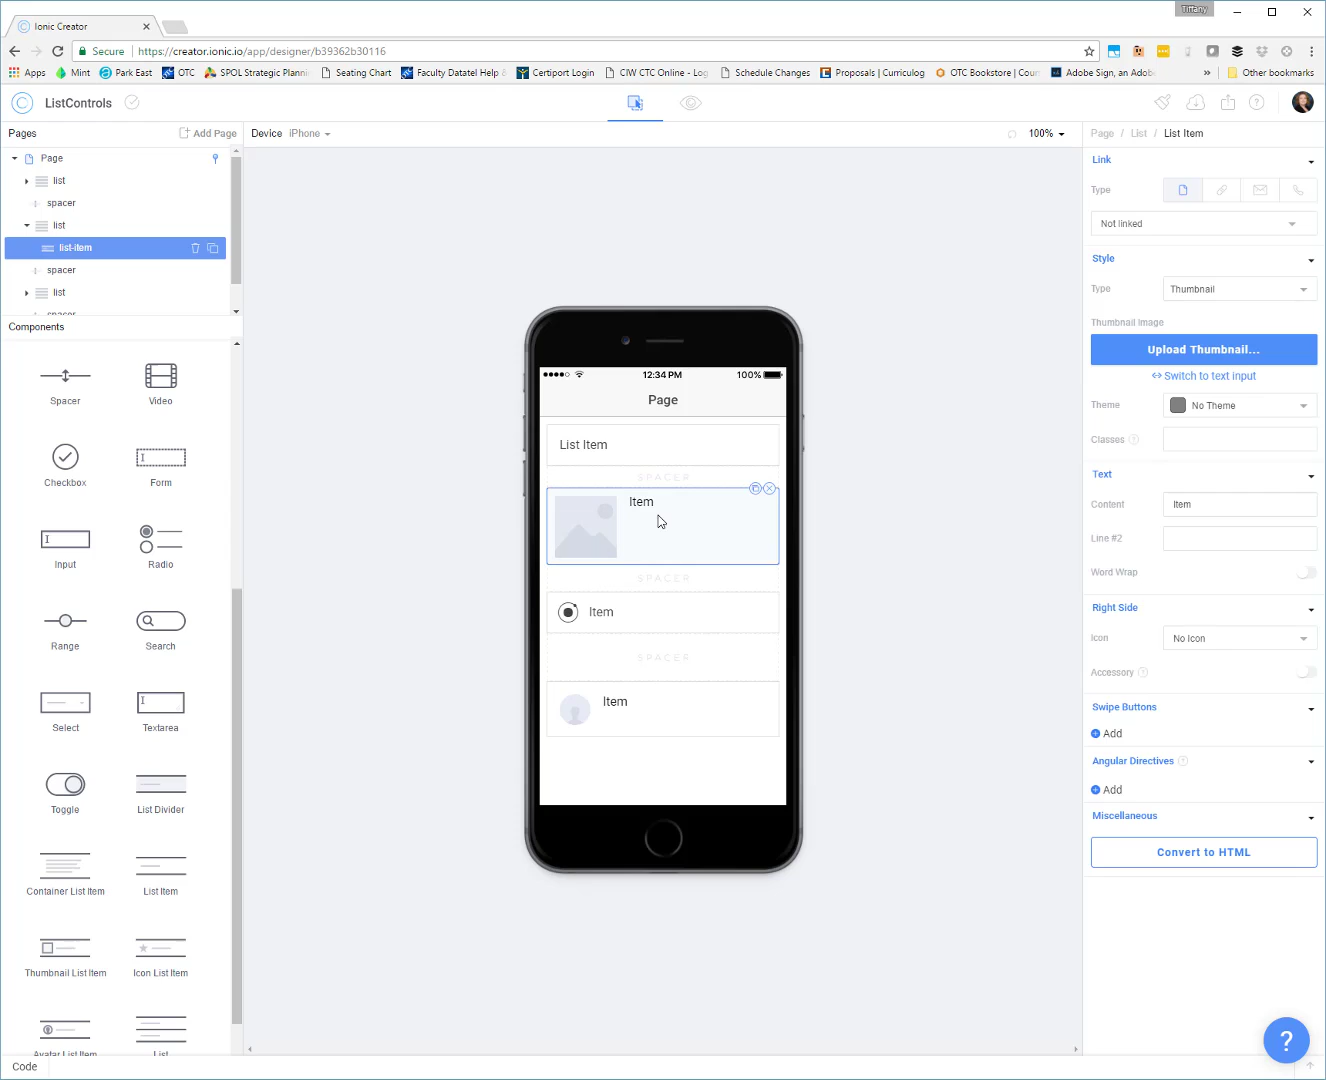 Tiffany
Ionic Creator
Secure
https://creator.ionic.io/app/designer/b39362b30116
Apps
Mint
Park East
OTC
SPOL Strategic Plannin
Seating Chart
Faculty Datatel Help &
Certiport Login
CIW CTC Online - Log
Schedule Changes
Proposals | Curriculog
OTC Bookstore | Cour
Adobe Sign, an Adob
»
Other bookmarks
ListControls
Pages
Add Page
Device
iPhone
100%
Page / List / List Item
Page
list
spacer
list
list-item
spacer
list
spacer
Components
Spacer
Video
Checkbox
Form
Input
Radio
Range
Search
Select
Textarea
Toggle
List Divider
Container List Item
List Item
Thumbnail List Item
Icon List Item
Avatar List Item
List
Code
12:34 PM
100%
Page
List Item
SPACER
Item
SPACER
Item
SPACER
Item
Link
Type
Not linked
Style
Type
Thumbnail
Thumbnail Image
Upload Thumbnail...
Switch to text input
Theme
No Theme
Classes ?
Text
Content
Item
Line #2
Word Wrap
Right Side
Icon
No Icon
Accessory ?
Swipe Buttons
Add
Angular Directives ?
Add
Miscellaneous
Convert to HTML
?